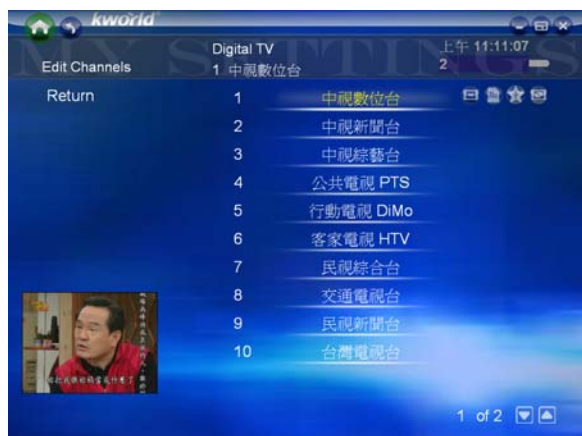 kworld
MY SETTINGS
Edit Channels
Digital TV
1 中視數位台
上午 11:11:07
2
Return
1 中視數位台
2 中視新聞台
3 中視綜藝台
4 公共電視 PTS
5 行動電視 DiMo
6 客家電視 HTV
7 民視綜合台
8 交通電視台
9 民視新聞台
10 台灣電視台
1 of 2